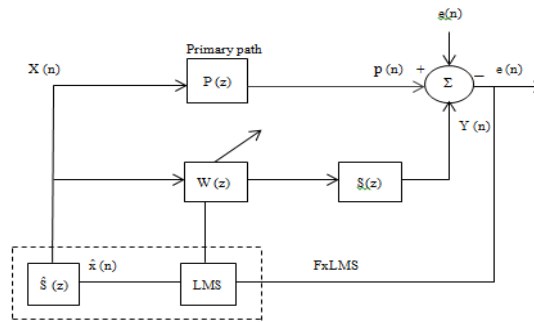 g(n)
Primary path
X (n)
P (z)
p (n)
+
Σ
−
e (n)
Y (n)
W (z)
S(z)
Ŝ (z)
x̂ (n)
LMS
FxLMS